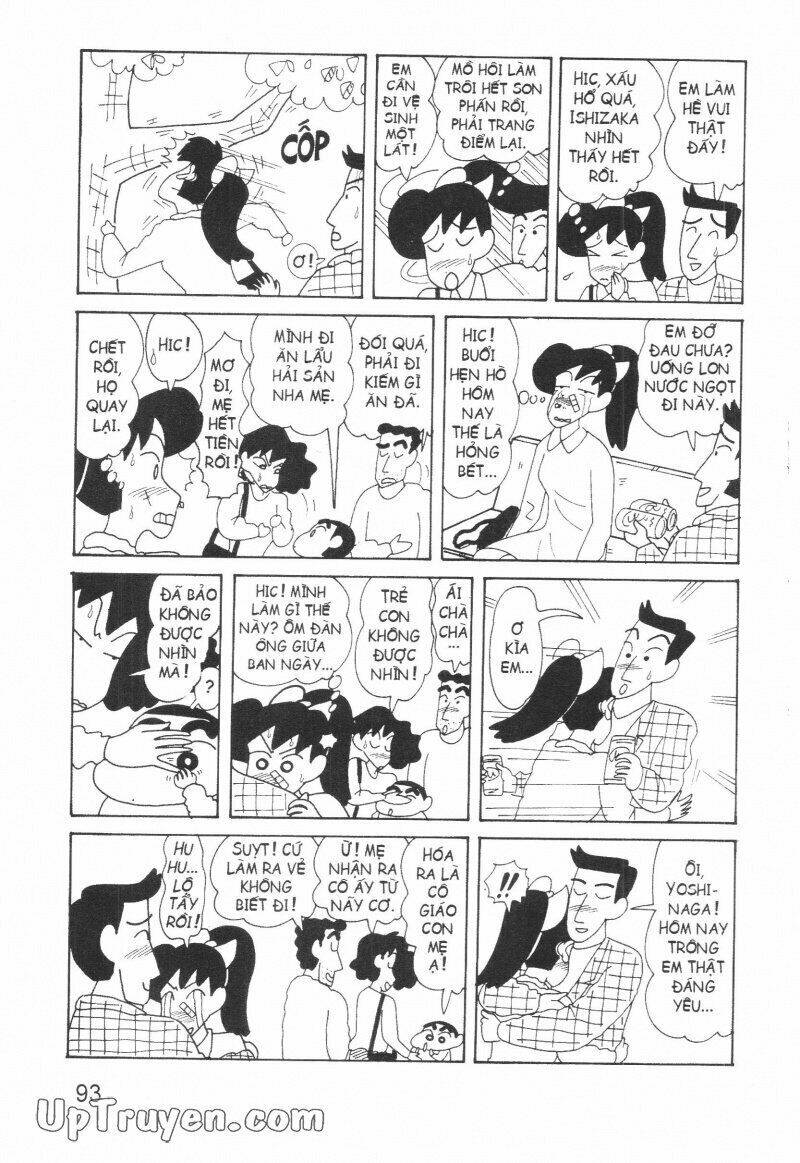 EM LÀM
HỀ VUI
THẬT
ĐẤY!
HIC, XẤU
HỔ QUÁ,
ISHIZAKA
NHÌN
THẤY HẾT
RỒI.
MỒ HÔI LÀM
TRÔI HẾT SON
PHẤN RỒI,
PHẢI TRANG
ĐIỂM LẠI.
EM
CẦN
ĐI VỆ
SINH
MỘT
LÁT!
CỐP
Ơ!
EM ĐỠ
ĐAU CHƯA?
UỐNG LON
NƯỚC NGỌT
ĐI NÀY.
HIC!
BUỔI
HẸN HÒ
HÔM
NAY
THẾ LÀ
HỎNG
BÉT...
ĐÓI QUÁ,
PHẢI ĐI
KIẾM GÌ
ĂN ĐÃ.
MÌNH ĐI
ĂN LẨU
HẢI SẢN
NHA MẸ.
MƠ
ĐI,
MẸ
HẾT
TIỀN
RỒI!
HIC!
CHẾT
RỒI,
HỌ
QUAY
LẠI.
Ơ
KÌA
EM...
ÁI
CHÀ
CHÀ
...
TRẺ
CON
KHÔNG
ĐƯỢC
NHÌN!
HIC! MÌNH
LÀM GÌ THẾ
NÀY? ÔM ĐÀN
ÔNG GIỮA
BAN NGÀY...
ĐÃ BẢO
KHÔNG
ĐƯỢC
NHÌN
MÀ!
?
ÔI,
YOSHI-
NAGA!
HÔM NAY
TRÔNG
EM THẬT
ĐÁNG
YÊU...
!!
HÓA
RA LÀ
CÔ
GIÁO
CON
MẸ
Ạ!
Ừ! MẸ
NHẬN RA
CÔ ẤY TỪ
NÃY CƠ.
SUYT! CỨ
LÀM RA VẺ
KHÔNG
BIẾT ĐI!
HU
HU...
LỘ
TẨY
RỒI!
93
UpTruyen.com